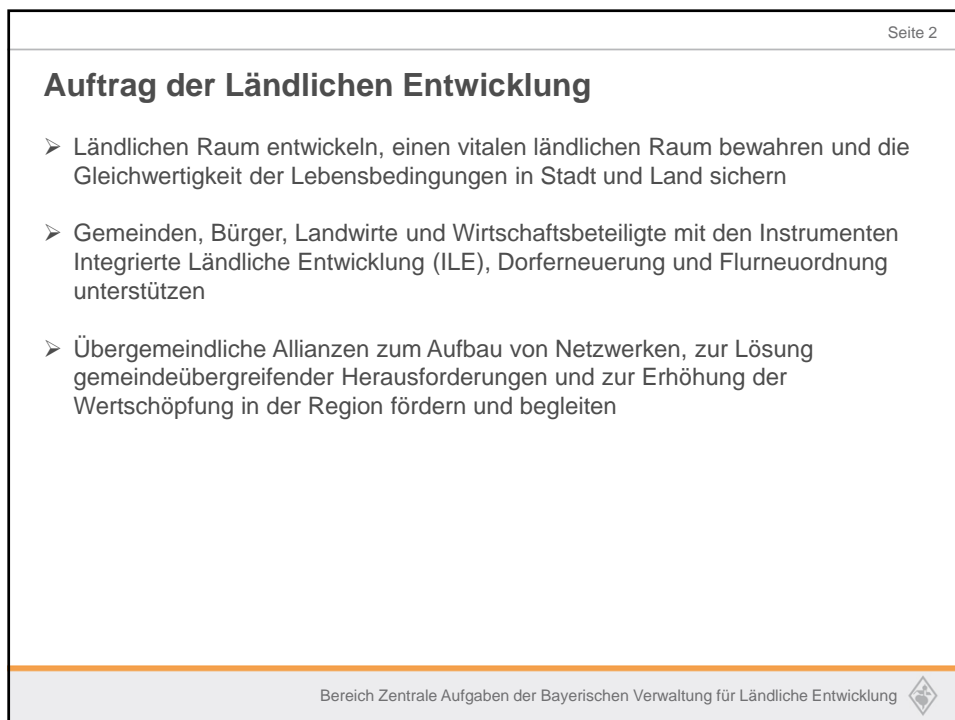 Seite 2
Auftrag der Ländlichen Entwicklung
➢ Ländlichen Raum entwickeln, einen vitalen ländlichen Raum bewahren und die
Gleichwertigkeit der Lebensbedingungen in Stadt und Land sichern
➢ Gemeinden, Bürger, Landwirte und Wirtschaftsbeteiligte mit den Instrumenten
Integrierte Ländliche Entwicklung (ILE), Dorferneuerung und Flurneuordnung
unterstützen
➢ Übergemeindliche Allianzen zum Aufbau von Netzwerken, zur Lösung
gemeindeübergreifender Herausforderungen und zur Erhöhung der
Wertschöpfung in der Region fördern und begleiten
Bereich Zentrale Aufgaben der Bayerischen Verwaltung für Ländliche Entwicklung